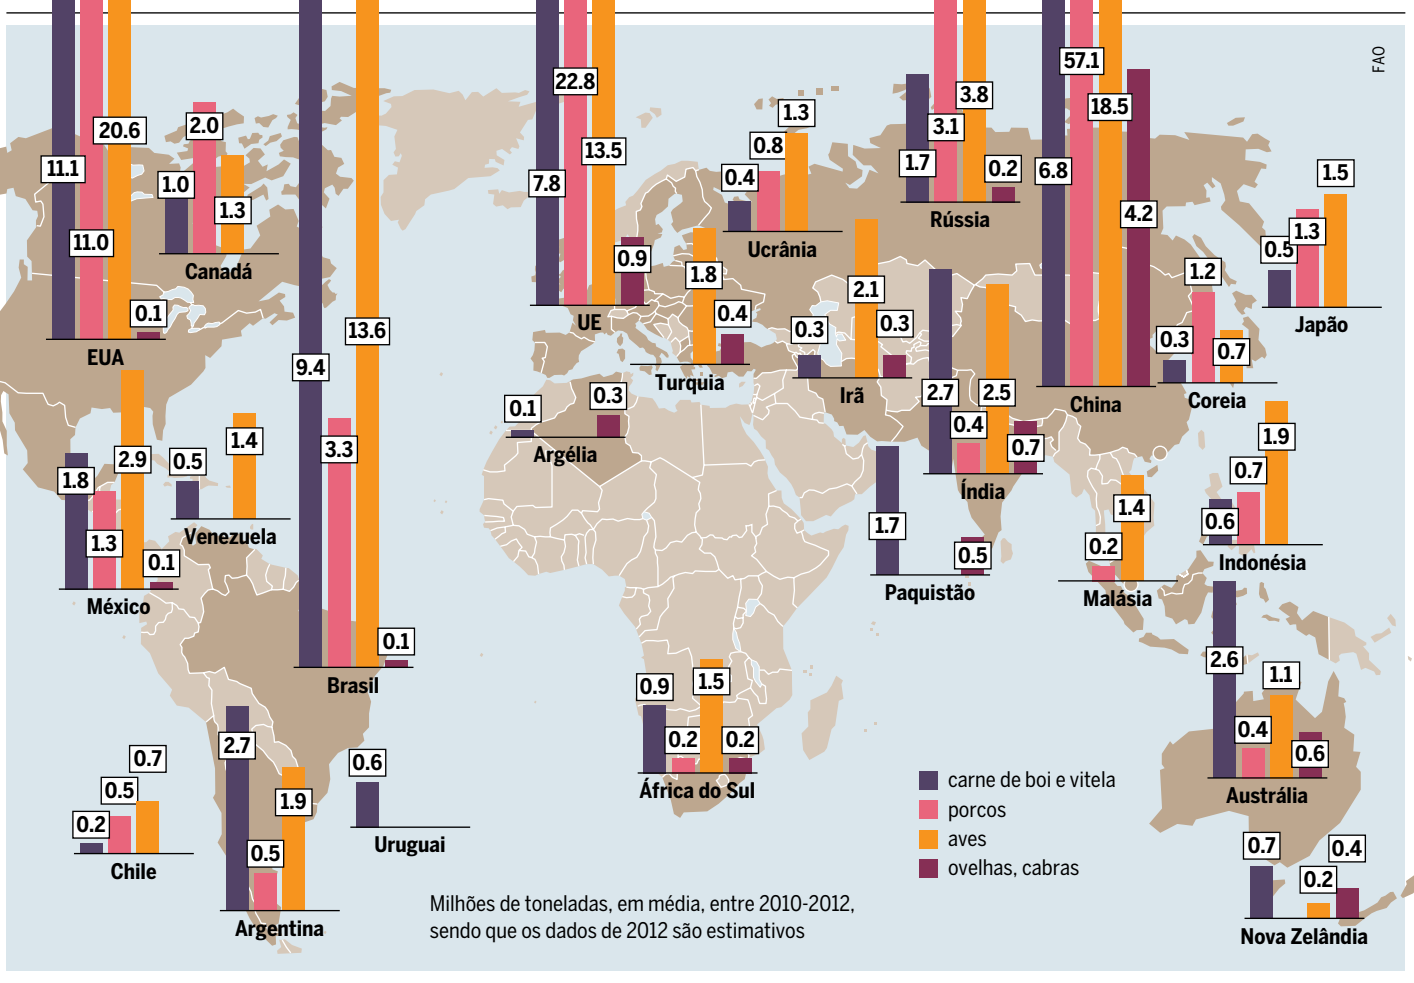 FAO
11.1
11.0
20.6
0.1
EUA
1.0
2.0
1.3
Canadá
9.4
3.3
13.6
0.1
Brasil
7.8
22.8
13.5
0.9
UE
1.8
0.4
Turquia
0.4
0.8
1.3
Ucrânia
1.7
3.1
3.8
0.2
Rússia
6.8
57.1
18.5
4.2
China
0.5
1.3
1.5
Japão
0.3
1.2
0.7
Coreia
0.3
2.1
0.3
Irã
2.7
0.4
2.5
0.7
Índia
0.1
0.3
Argélia
1.8
1.3
2.9
0.1
México
0.5
1.4
Venezuela
1.7
0.5
Paquistão
0.2
1.4
Malásia
0.6
0.7
1.9
Indonésia
2.6
0.4
1.1
0.6
Austrália
0.9
0.2
1.5
0.2
África do Sul
0.2
0.5
0.7
Chile
2.7
0.5
1.9
Argentina
0.6
Uruguai
0.7
0.2
0.4
Nova Zelândia
carne de boi e vitela
porcos
aves
ovelhas, cabras
Milhões de toneladas, em média, entre 2010-2012,
sendo que os dados de 2012 são estimativos